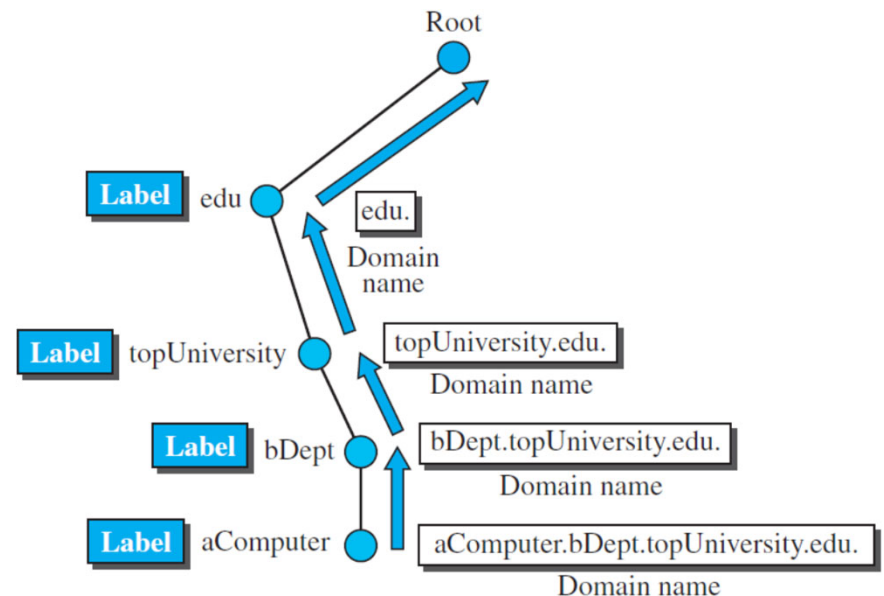 Root
Label edu
edu.
Domain
name
Label topUniversity
topUniversity.edu.
Domain name
Label bDept
bDept.topUniversity.edu.
Domain name
Label aComputer
aComputer.bDept.topUniversity.edu.
Domain name